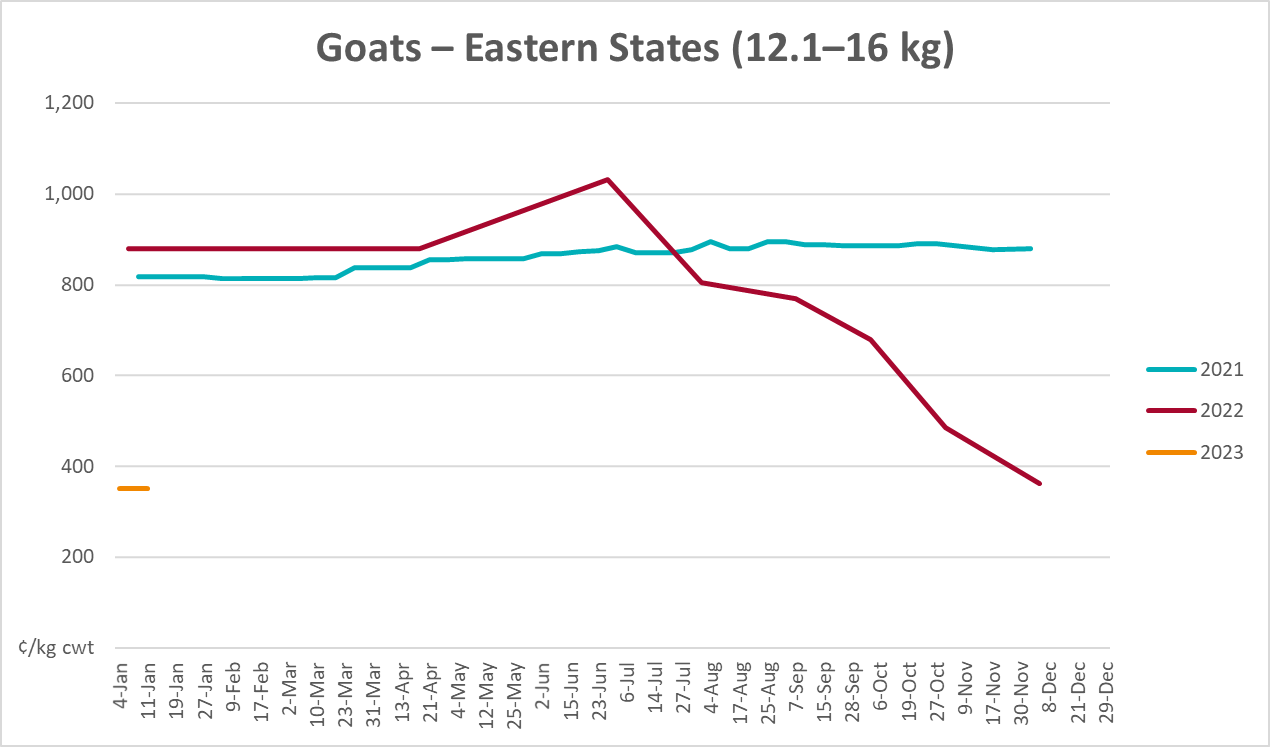 Goats – Eastern States (12.1–16 kg)
1,200
1,000
800
600
400
200
¢/kg cwt
4-Jan
11-Jan
19-Jan
27-Jan
9-Feb
17-Feb
2-Mar
10-Mar
23-Mar
31-Mar
13-Apr
21-Apr
4-May
12-May
25-May
2-Jun
15-Jun
23-Jun
6-Jul
14-Jul
27-Jul
4-Aug
17-Aug
25-Aug
7-Sep
15-Sep
28-Sep
6-Oct
19-Oct
27-Oct
9-Nov
17-Nov
30-Nov
8-Dec
21-Dec
29-Dec
2021
2022
2023